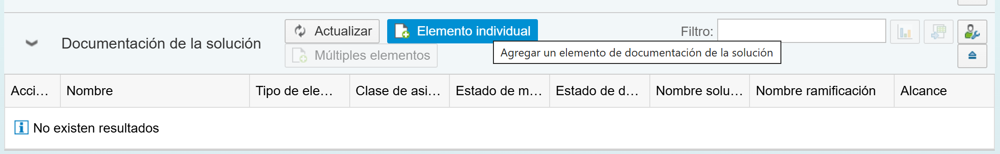 Documentación de la solución
Actualizar
Elemento individual
Múltiples elementos
Filtro:
Agregar un elemento de documentación de la solución
Acci...
Nombre
Tipo de ele...
Clase de asi...
Estado de m...
Estado de d...
Nombre solu...
Nombre ramificación
Alcance
No existen resultados